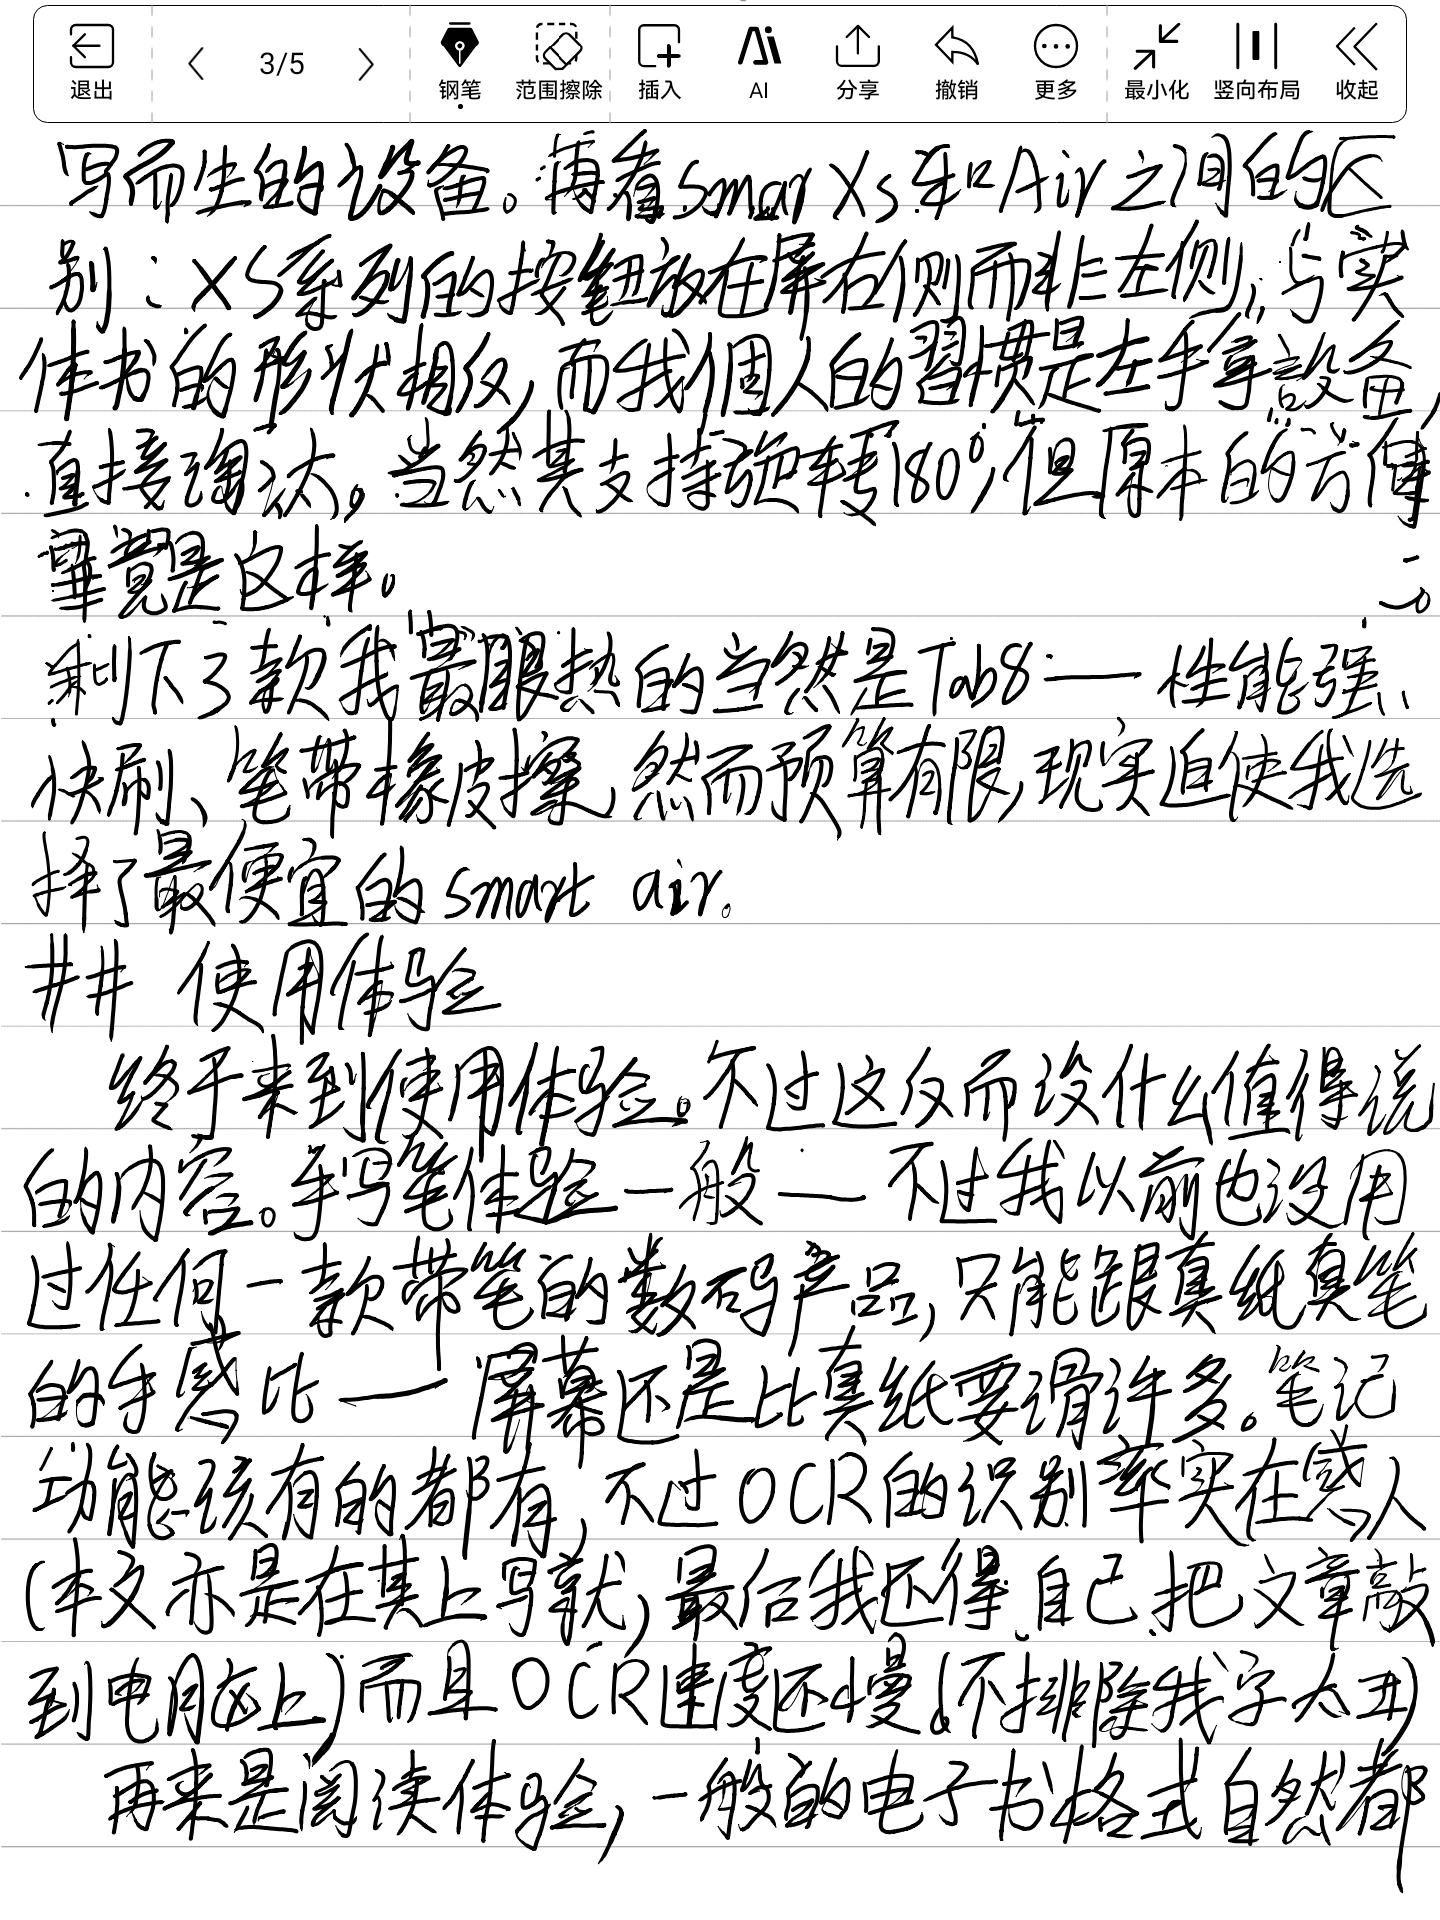 退出 3/5 钢笔 范围擦除 插入 AI 分享 撤销 更多 最小化 竖向布局 收起
写而生的设备。再看Smar Xs和Air之间的区
别：XS系列的按钮放在屏右侧而非左侧，与实
体书的形状相仅，而我個人的習惯是左手拿設备，
直接淘汰。当然其支持旋转180°，但原本的方便
畢竟是这样。
剩下3款我最眼热的当然是Tab8——性能强、
快刷、笔带橡皮擦，然而预算有限，现实迫使我选
择了最便宜的smart air。
## 使用体验
终于来到使用体验。不过这反而没什么值得说
的内容。手写笔体验一般——不过我以前也没用
过任何一款带笔的数码产品，只能跟真纸真笔
的手感比——屏幕还是比真纸要滑许多。笔记
功能该有的都有，不过OCR的识别率实在感人
(本文亦是在其上写就，最后我还得自己把文章敲
到电脑上)而且OCR速度还慢。(不排除我字太丑)
再来是阅读体验，一般的电子书格式自然都